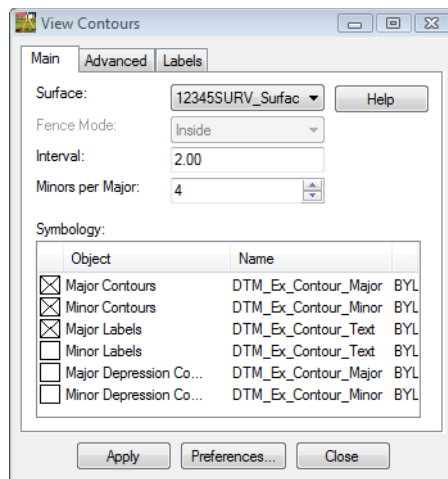 View Contours
Main Advanced Labels
Surface: 12345SURV_Surfac Help
Fence Mode: Inside
Interval: 2.00
Minors per Major: 4
Symbology:
Object Name
Major Contours DTM_Ex_Contour_Major BYL
Minor Contours DTM_Ex_Contour_Minor BYL
Major Labels DTM_Ex_Contour_Text BYL
Minor Labels DTM_Ex_Contour_Text BYL
Major Depression Co... DTM_Ex_Contour_Major BYL
Minor Depression Co... DTM_Ex_Contour_Minor BYL
Apply Preferences... Close